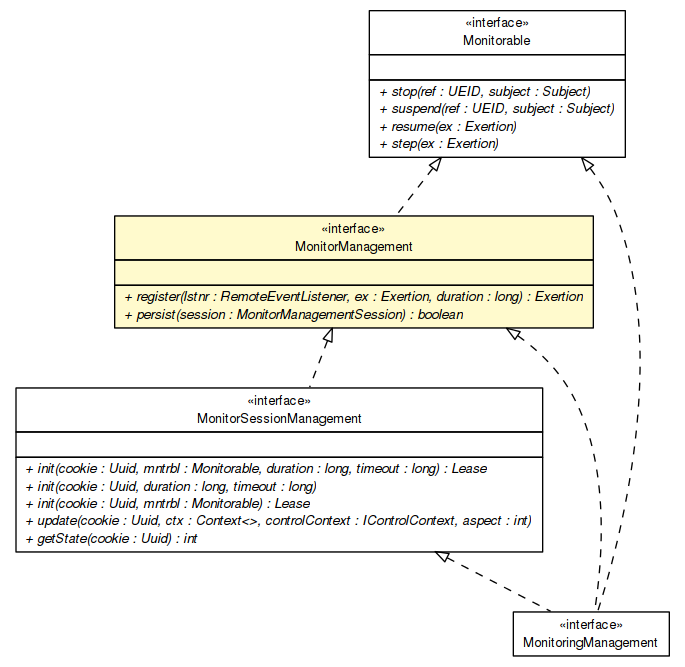 «interface»
Monitorable
+ stop(ref : UEID, subject : Subject)
+ suspend(ref : UEID, subject : Subject)
+ resume(ex : Exertion)
+ step(ex : Exertion)
«interface»
MonitorManagement
+ register(lstnr : RemoteEventListener, ex : Exertion, duration : long) : Exertion
+ persist(session : MonitorManagementSession) : boolean
«interface»
MonitorSessionManagement
+ init(cookie : Uuid, mntrbl : Monitorable, duration : long, timeout : long) : Lease
+ init(cookie : Uuid, duration : long, timeout : long)
+ init(cookie : Uuid, mntrbl : Monitorable) : Lease
+ update(cookie : Uuid, ctx : Context<>, controlContext : IControlContext, aspect : int)
+ getState(cookie : Uuid) : int
«interface»
MonitoringManagement